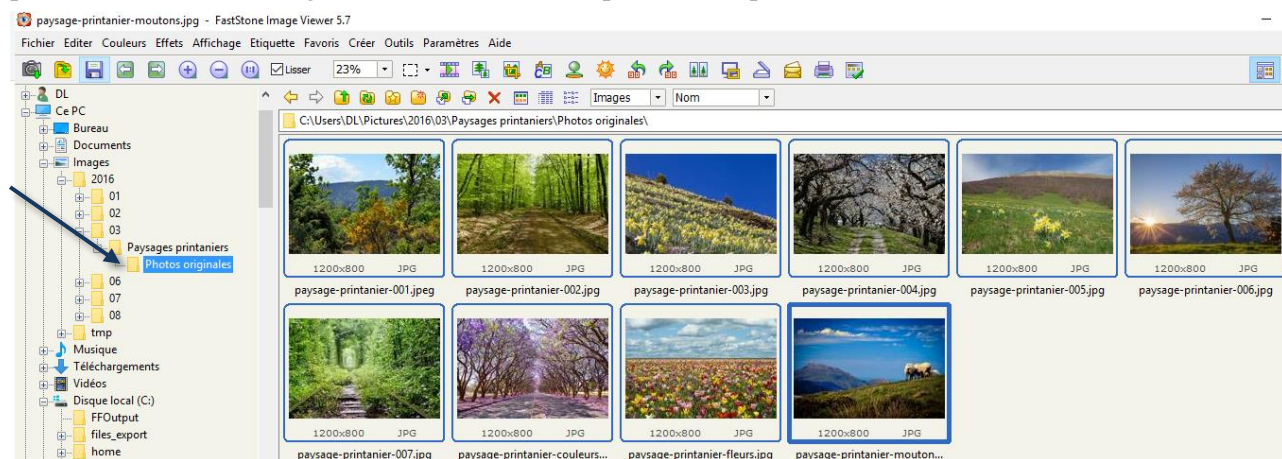 paysage-printanier-moutons.jpg - FastStone Image Viewer 5.7
Fichier Editer Couleurs Effets Affichage Etiquette Favoris Créer Outils Paramètres Aide
Lisser 23%
DL
Ce PC
Bureau
Documents
Images
2016
01
02
03
Paysages printaniers
Photos originales
06
07
08
tmp
Musique
Téléchargements
Vidéos
Disque local (C:)
FFOutput
files_export
home
Images Nom
C:\Users\DL\Pictures\2016\03\Paysages printaniers\Photos originales\
1200x800 JPG 1200x800 JPG 1200x800 JPG 1200x800 JPG 1200x800 JPG 1200x800 JPG
paysage-printanier-001.jpeg paysage-printanier-002.jpg paysage-printanier-003.jpg paysage-printanier-004.jpg paysage-printanier-005.jpg paysage-printanier-006.jpg
1200x800 JPG 1200x800 JPG 1200x800 JPG 1200x800 JPG
paysage-printanier-007.jpg paysage-printanier-couleurs... paysage-printanier-fleurs.jpg paysage-printanier-mouton...